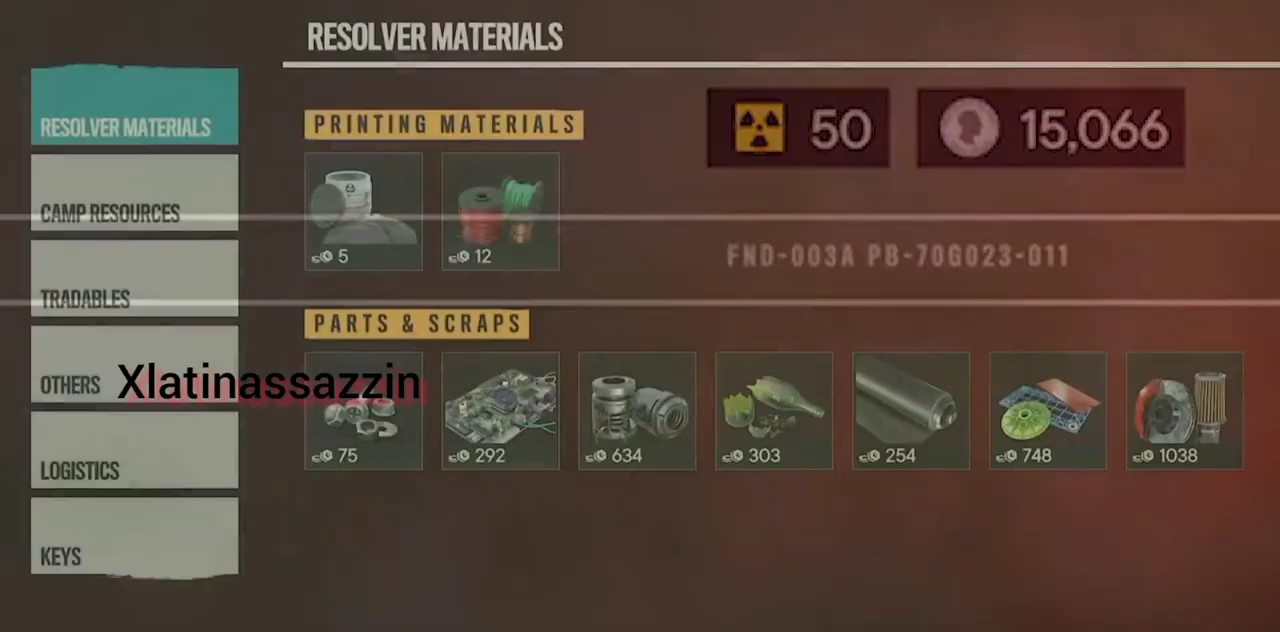 RESOLVER MATERIALS
RESOLVER MATERIALS
CAMP RESOURCES
TRADABLES
OTHERS
LOGISTICS
KEYS
PRINTING MATERIALS
50
15,066
5
12
FND-003A PB-70G023-011
PARTS & SCRAPS
Xlatinassazzin
75
292
634
303
254
748
1038